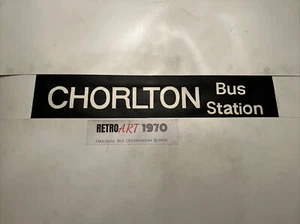 CHORLTON Bus
Station
RETRO ART 1970